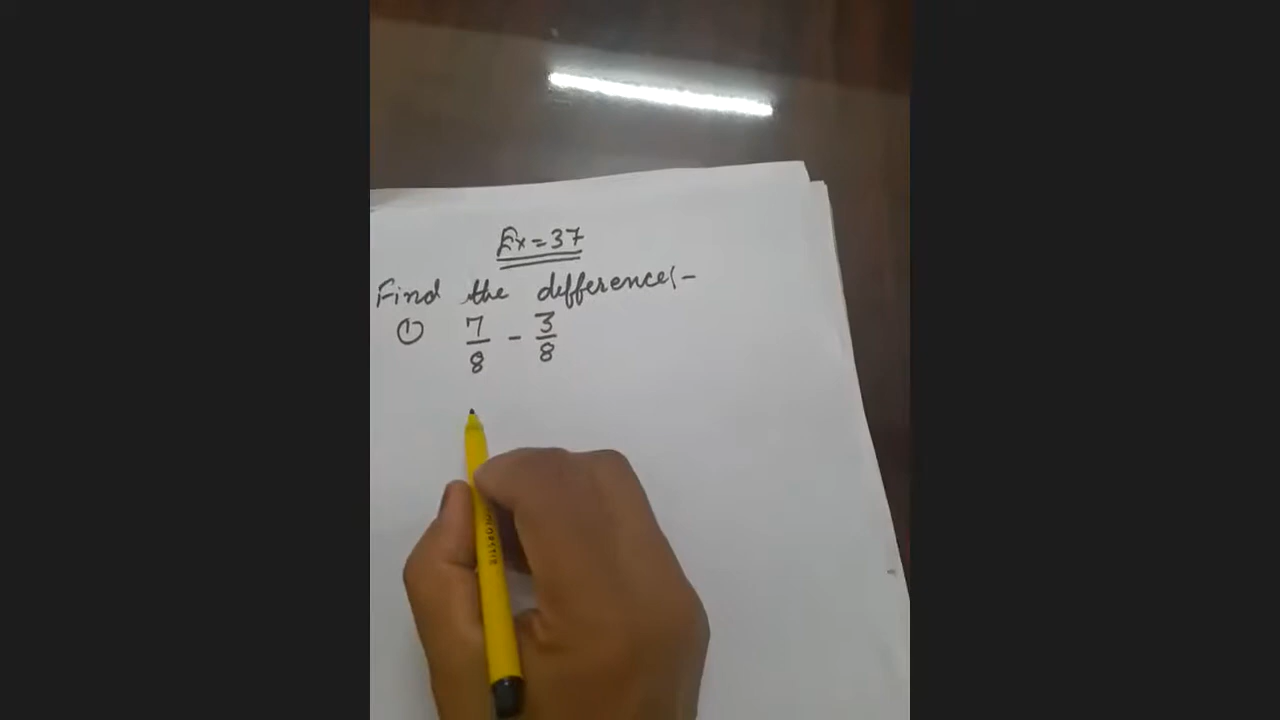 Ex = 37
Find the difference:-
① 7/8 - 3/8